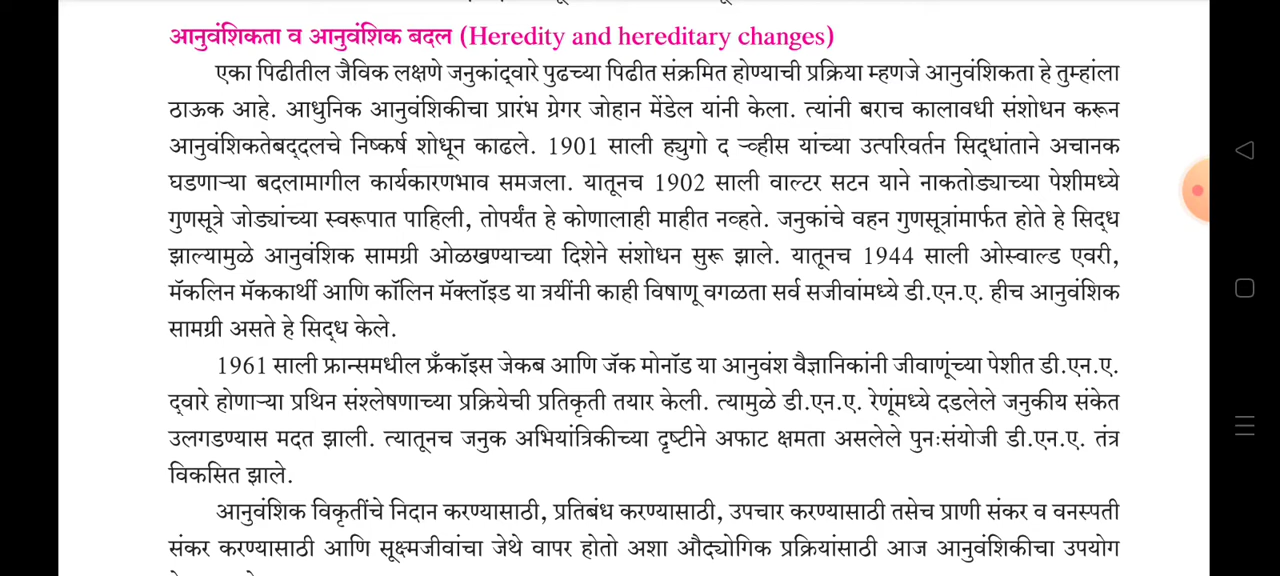 आनुवंशिकता व आनुवंशिक बदल (Heredity and hereditary changes)
एका पिढीतील जैविक लक्षणे जनुकांद्वारे पुढच्या पिढीत संक्रमित होण्याची प्रक्रिया म्हणजे आनुवंशिकता हे तुम्हांला
ठाऊक आहे. आधुनिक आनुवंशिकीचा प्रारंभ ग्रेगर जोहान मेंडेल यांनी केला. त्यांनी बराच कालावधी संशोधन करून
आनुवंशिकतेबद्दलचे निष्कर्ष शोधून काढले. 1901 साली ह्युगो द व्ह्रीस यांच्या उत्परिवर्तन सिद्धांताने अचानक
घडणाऱ्या बदलामागील कार्यकारणभाव समजला. यातूनच 1902 साली वाल्टर सटन याने नाकतोड्याच्या पेशीमध्ये
गुणसूत्रे जोड्यांच्या स्वरूपात पाहिली, तोपर्यंत हे कोणालाही माहीत नव्हते. जनुकांचे वहन गुणसूत्रांमार्फत होते हे सिद्ध
झाल्यामुळे आनुवंशिक सामग्री ओळखण्याच्या दिशेने संशोधन सुरू झाले. यातूनच 1944 साली ओस्वाल्ड एवरी,
मॅकलिन मॅककार्थी आणि कॉलिन मॅक्लॉइड या त्रयींनी काही विषाणू वगळता सर्व सजीवांमध्ये डी.एन.ए. हीच आनुवंशिक
सामग्री असते हे सिद्ध केले.
1961 साली फ्रान्समधील फ्रँकॉइस जेकब आणि जॅक मोनॉड या आनुवंश वैज्ञानिकांनी जीवाणूंच्या पेशीत डी.एन.ए.
द्वारे होणाऱ्या प्रथिन संश्लेषणाच्या प्रक्रियेची प्रतिकृती तयार केली. त्यामुळे डी.एन.ए. रेणूंमध्ये दडलेले जनुकीय संकेत
उलगडण्यास मदत झाली. त्यातूनच जनुक अभियांत्रिकीच्या दृष्टीने अफाट क्षमता असलेले पुनःसंयोजी डी.एन.ए. तंत्र
विकसित झाले.
आनुवंशिक विकृतींचे निदान करण्यासाठी, प्रतिबंध करण्यासाठी, उपचार करण्यासाठी तसेच प्राणी संकर व वनस्पती
संकर करण्यासाठी आणि सूक्ष्मजीवांचा जेथे वापर होतो अशा औद्योगिक प्रक्रियांसाठी आज आनुवंशिकीचा उपयोग